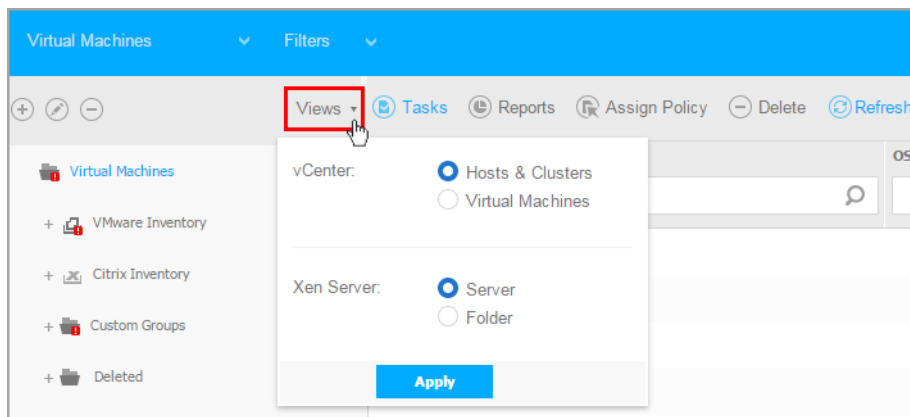 Virtual Machines Filters
Views Tasks Reports Assign Policy Delete Refresh
OS
vCenter: Hosts & Clusters
Virtual Machines
Xen Server: Server
Folder
Apply
Virtual Machines
VMware Inventory
Citrix Inventory
Custom Groups
Deleted